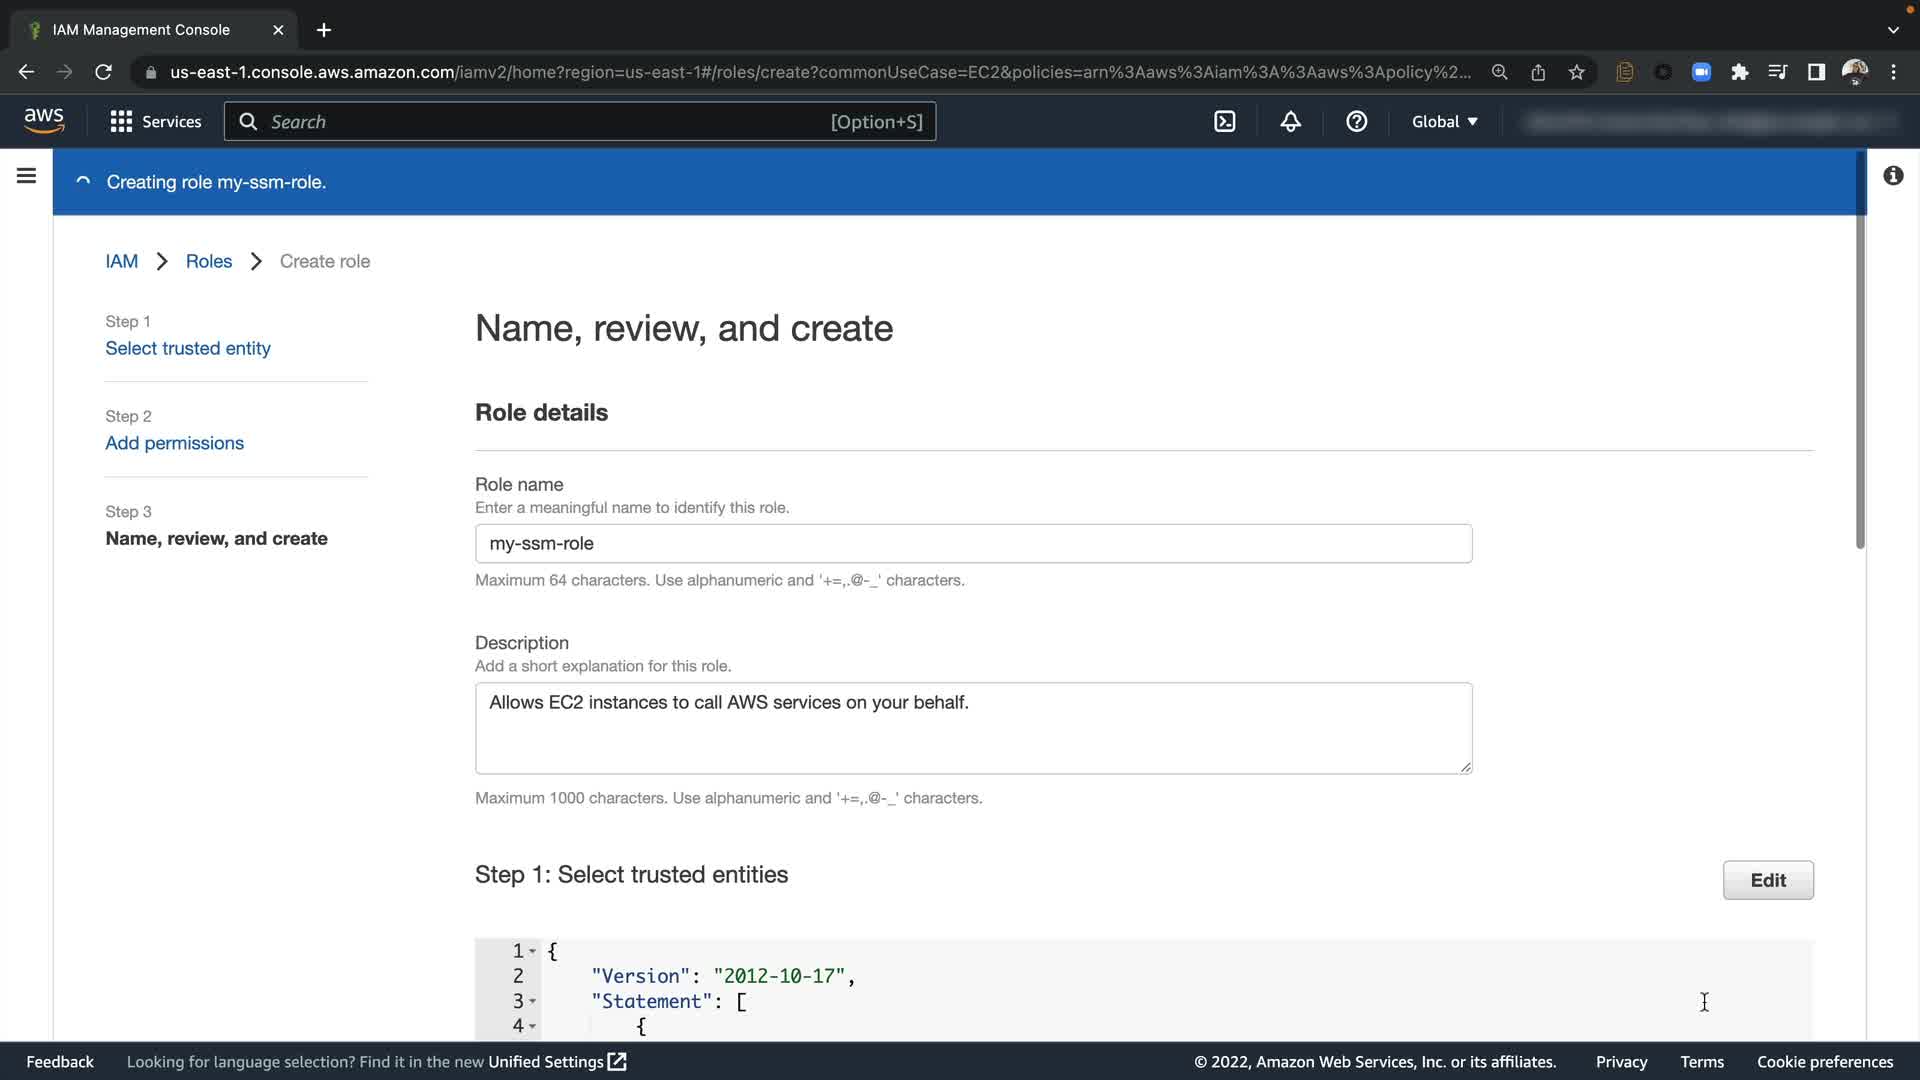 IAM Management Console
us-east-1.console.aws.amazon.com/iamv2/home?region=us-east-1#/roles/create?commonUseCase=EC2&policies=arn%3Aaws%3Aiam%3A%3Aaws%3Apolicy%2...
aws
Services
Search
[Option+S]
Global
Creating role my-ssm-role.
IAM
Roles
Create role
Step 1
Select trusted entity
Step 2
Add permissions
Step 3
Name, review, and create
Name, review, and create
Role details
Role name
Enter a meaningful name to identify this role.
my-ssm-role
Maximum 64 characters. Use alphanumeric and '+=,.@-_' characters.
Description
Add a short explanation for this role.
Allows EC2 instances to call AWS services on your behalf.
Maximum 1000 characters. Use alphanumeric and '+=,.@-_' characters.
Step 1: Select trusted entities
Edit
1 {
2 "Version": "2012-10-17",
3 "Statement": [
4 {
Feedback
Looking for language selection? Find it in the new Unified Settings
© 2022, Amazon Web Services, Inc. or its affiliates.
Privacy
Terms
Cookie preferences